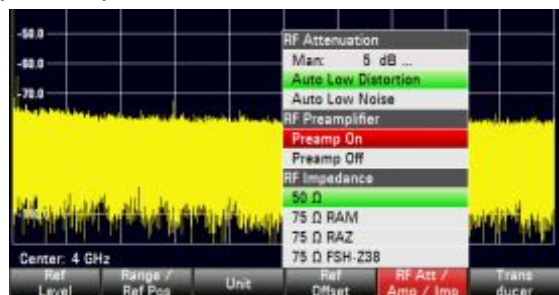 -50.0
-60.0
-70.0
RF Attenuation
Man: 5 dB ...
Auto Low Distortion
Auto Low Noise
RF Preamplifier
Preamp On
Preamp Off
RF Impedance
50 Ω
75 Ω RAM
75 Ω RAZ
75 Ω FSH-Z38
Center: 4 GHz
Ref Level
Range / Ref Pos
Unit
Ref Offset
RF Att / Amp / Imp
Trans ducer